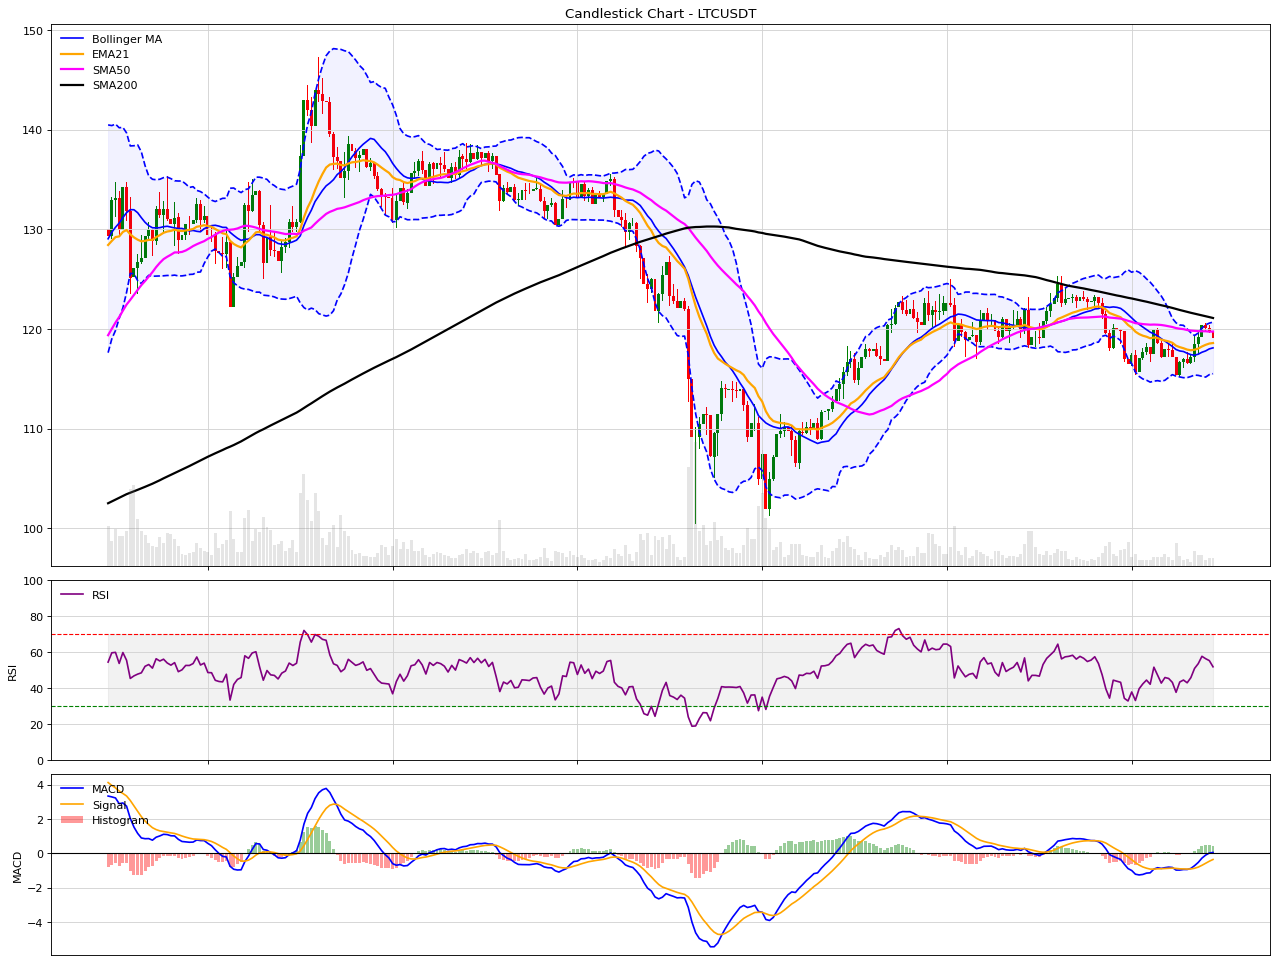 Candlestick Chart - LTCUSDT
150
140
130
120
110
100
Bollinger MA
EMA21
SMA50
SMA200
100
80
60
40
20
0
RSI
RSI
4
2
0
−2
−4
MACD
MACD
Signal
Histogram